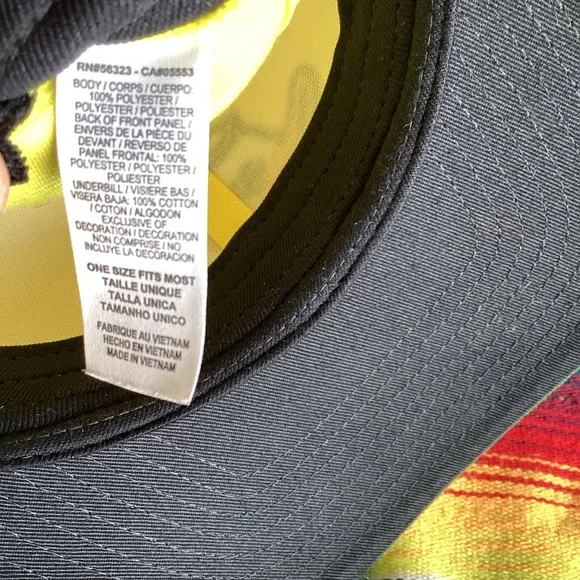 RN#56323 - CA#05553
BODY / CORPS / CUERPO:
100% POLYESTER /
POLYESTER / POLIESTER
BACK OF FRONT PANEL /
ENVERS DE LA PIÈCE DU
DEVANT / REVERSO DE
PANEL FRONTAL: 100%
POLYESTER / POLYESTER /
POLIESTER
UNDERBILL / VISIERE BAS /
VISERA BAJA: 100% COTTON
/ COTON / ALGODON
EXCLUSIVE OF
DECORATION / DECORATION
NON COMPRISE / NO
INCLUYE LA DECORACION
ONE SIZE FITS MOST
TAILLE UNIQUE
TALLA UNICA
TAMANHO UNICO
FABRIQUE AU VIETNAM
HECHO EN VIETNAM
MADE IN VIETNAM